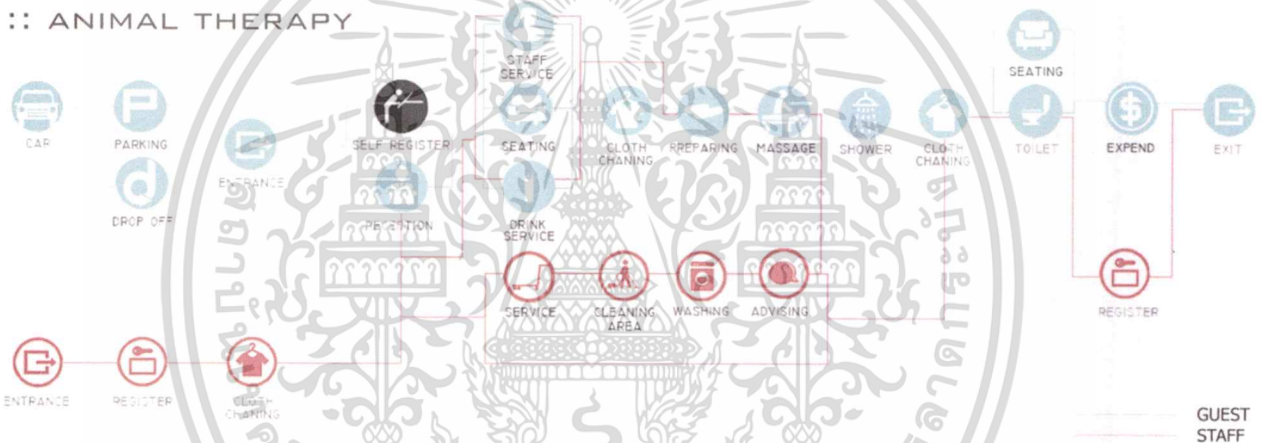 :: ANIMAL THERAPY
STAFF
SERVICE
SEATING
CAR
PARKING
ENTRANCE
SELF REGISTER
SEATING
CLOTH
CHANING
PREPARING
MASSAGE
SHOWER
CLOTH
CHANING
TOILET
EXPEND
EXIT
DROP OFF
RECEPTION
DRINK
SERVICE
SERVICE
CLEANING
AREA
WASHING
ADVISING
REGISTER
ENTRANCE
REGISTER
CLOTH
CHANING
GUEST
STAFF